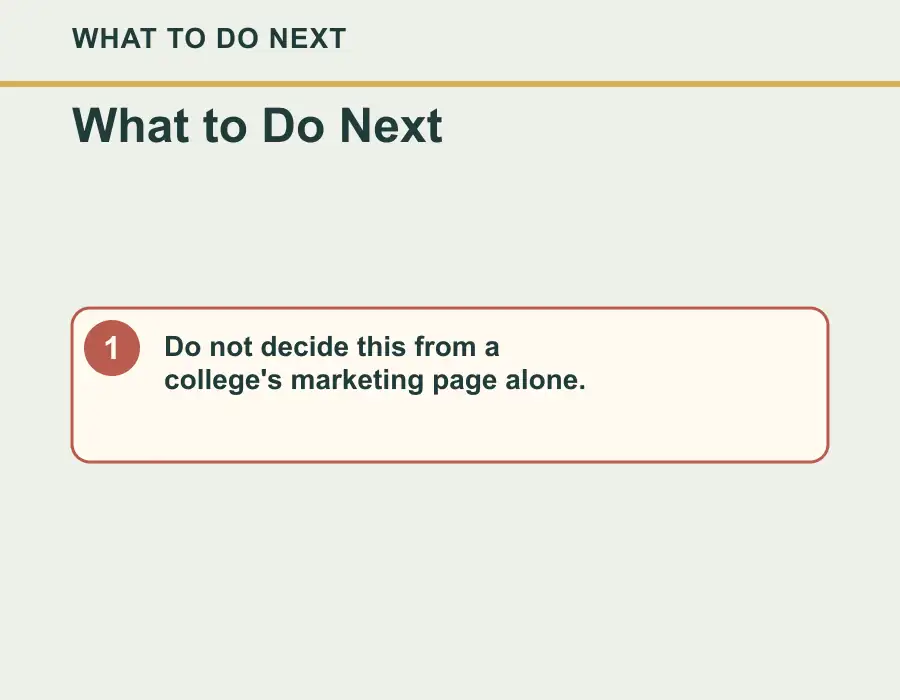 WHAT TO DO NEXT
What to Do Next
1
Do not decide this from a
college's marketing page alone.